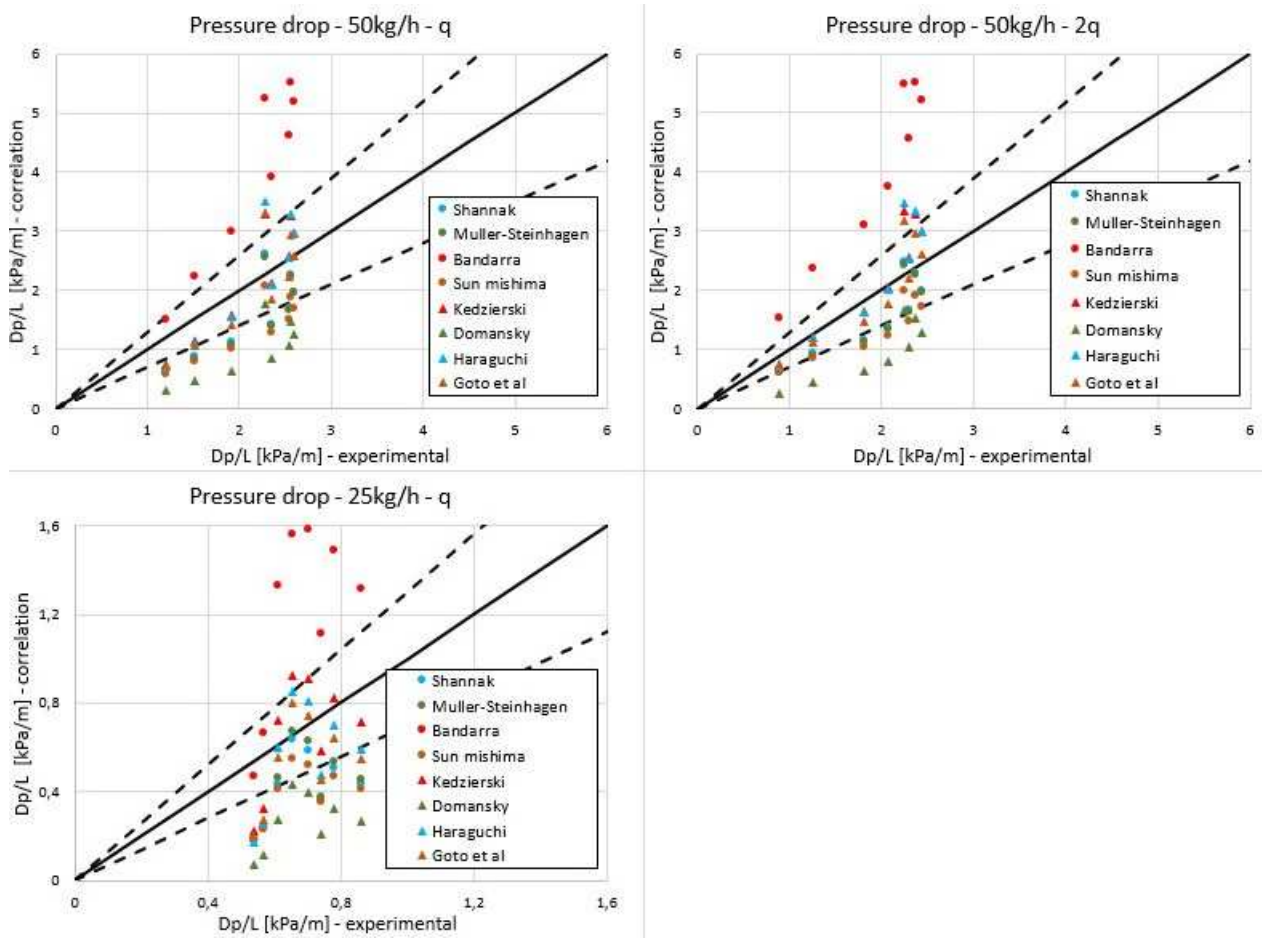 Pressure drop - 50kg/h - q
6
5
4
3
2
1
0
0 1 2 3 4 5 6
Dp/L [kPa/m] - correlation
Dp/L [kPa/m] - experimental
Shannak
Muller-Steinhagen
Bandarra
Sun mishima
Kedzierski
Domansky
Haraguchi
Goto et al
Pressure drop - 50kg/h - 2q
6
5
4
3
2
1
0
0 1 2 3 4 5 6
Dp/L [kPa/m] - correlation
Dp/L [kPa/m] - experimental
Shannak
Muller-Steinhagen
Bandarra
Sun mishima
Kedzierski
Domansky
Haraguchi
Goto et al
Pressure drop - 25kg/h - q
1,6
1,2
0,8
0,4
0
0 0,4 0,8 1,2 1,6
Dp/L [kPa/m] - correlation
Dp/L [kPa/m] - experimental
Shannak
Muller-Steinhagen
Bandarra
Sun mishima
Kedzierski
Domansky
Haraguchi
Goto et al